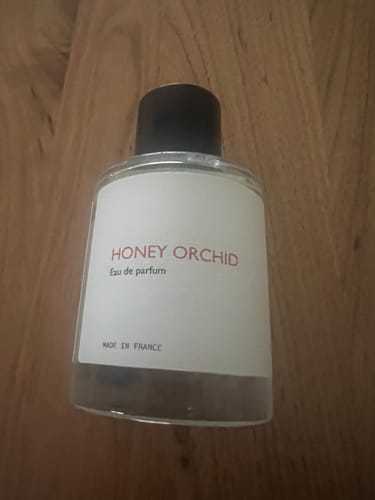 HONEY ORCHID
Eau de parfum
MADE IN FRANCE